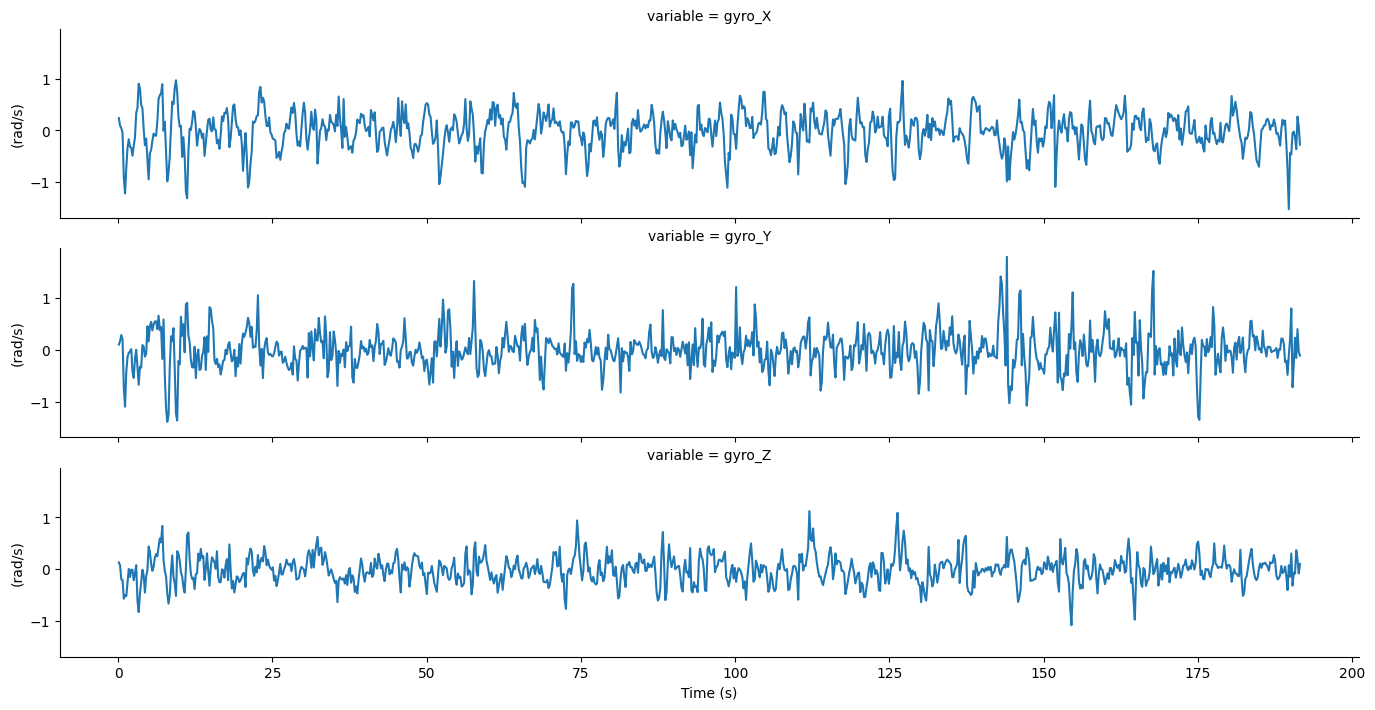 variable = gyro_X
1
0
−1
(rad/s)
variable = gyro_Y
1
0
−1
(rad/s)
variable = gyro_Z
1
0
−1
(rad/s)
0 25 50 75 100 125 150 175 200
Time (s)